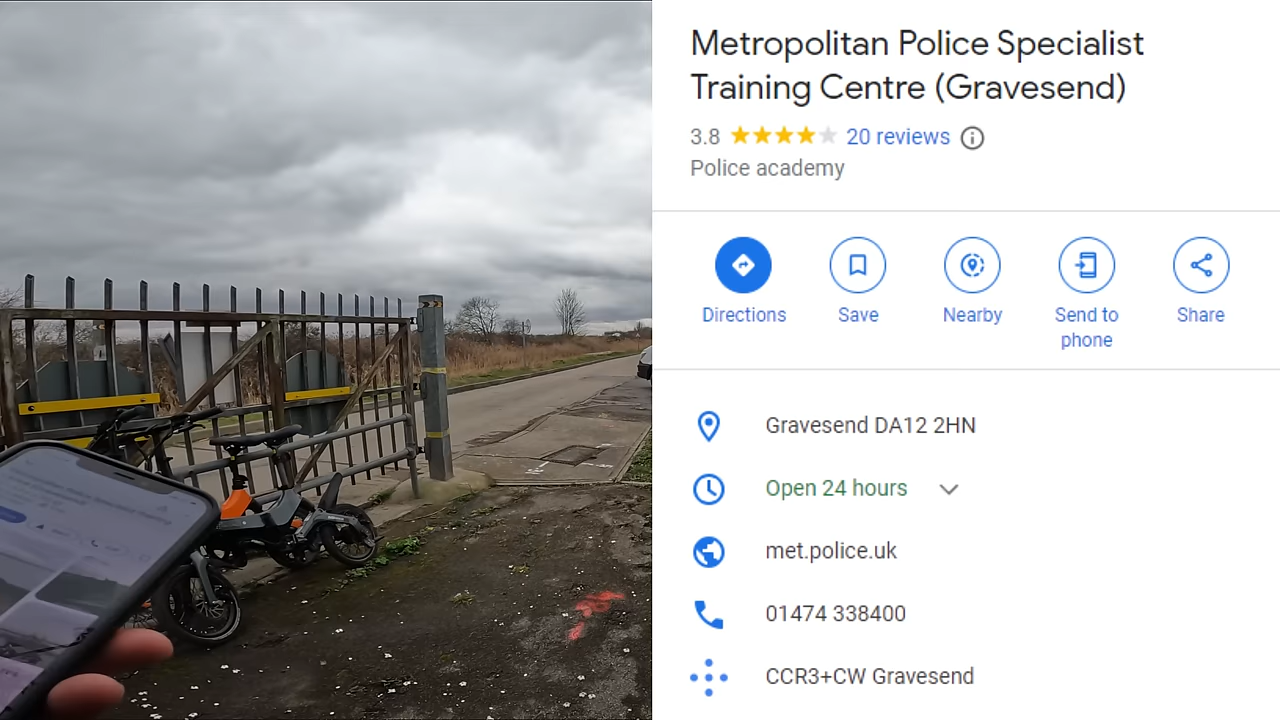 Metropolitan Police Specialist
Training Centre (Gravesend)
3.8 20 reviews
Police academy
Directions
Save
Nearby
Send to
phone
Share
Gravesend DA12 2HN
Open 24 hours
met.police.uk
01474 338400
CCR3+CW Gravesend